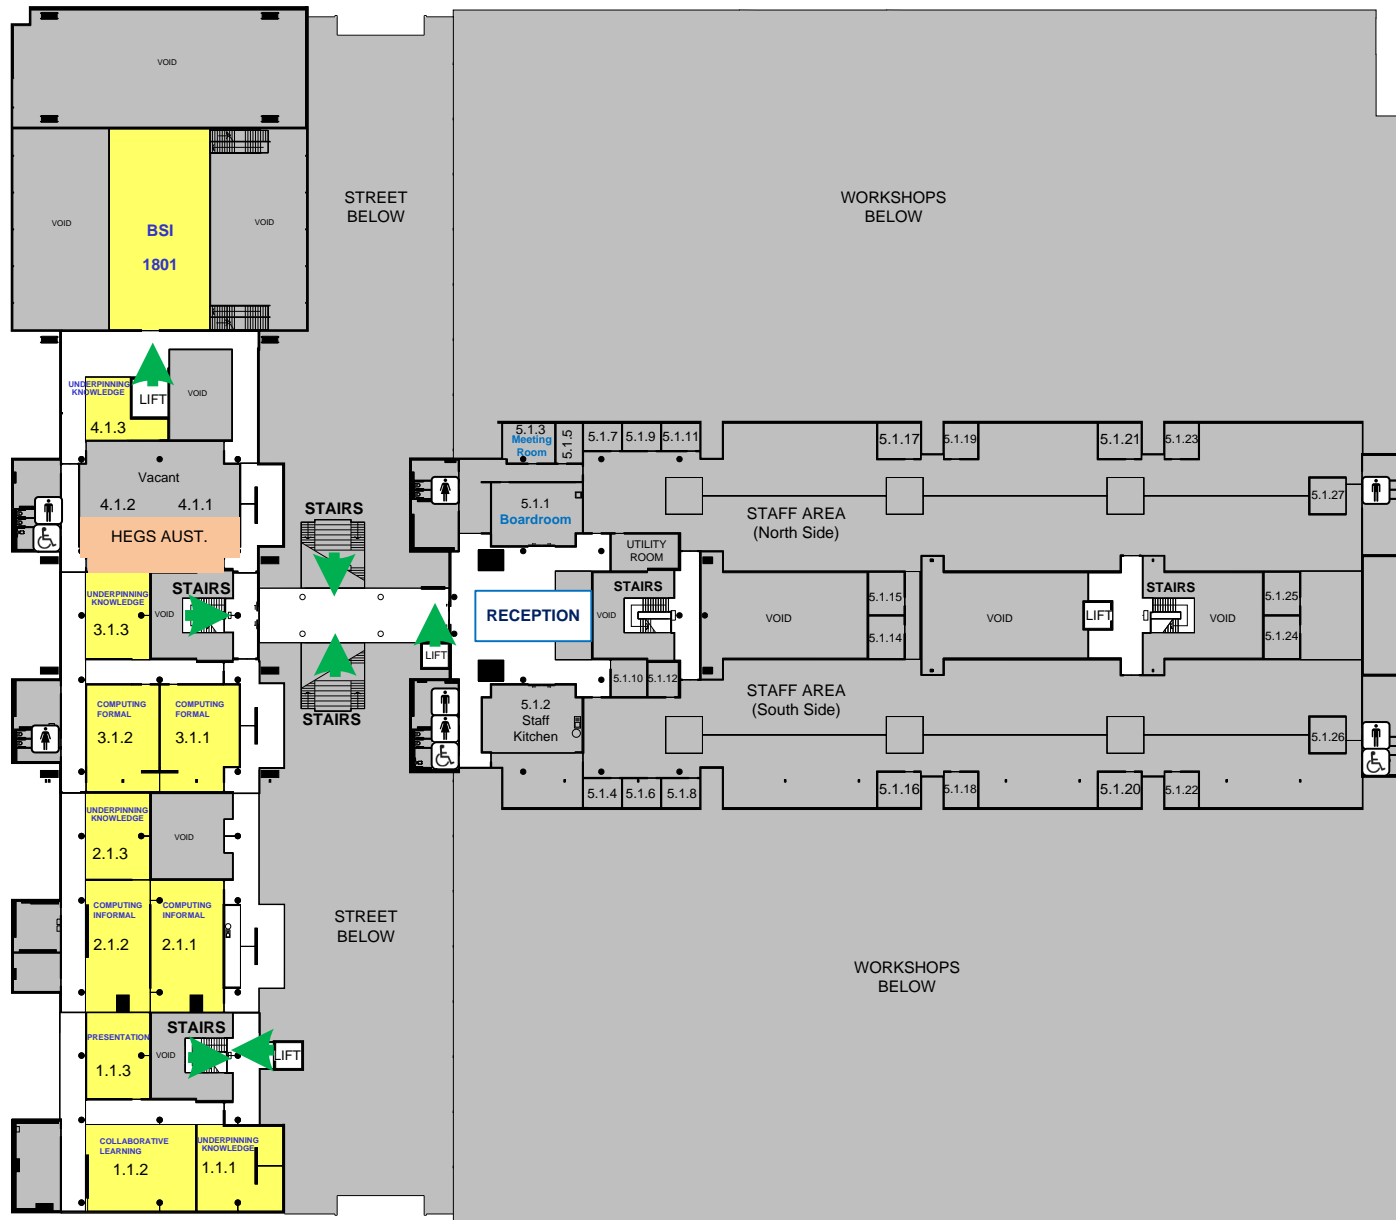 VOID
STREET
BELOW
WORKSHOPS
BELOW
VOID
BSI
1801
VOID
UNDERPINNING
KNOWLEDGE
LIFT
VOID
4.1.3
Vacant
4.1.2
4.1.1
HEGS AUST.
STAIRS
UNDERPINNING
KNOWLEDGE
3.1.3
STAIRS
VOID
LIFT
STAIRS
COMPUTING
FORMAL
3.1.2
COMPUTING
FORMAL
3.1.1
UNDERPINNING
KNOWLEDGE
2.1.3
VOID
COMPUTING
INFORMAL
2.1.2
COMPUTING
INFORMAL
2.1.1
STREET
BELOW
PRESENTATION
1.1.3
STAIRS
VOID
LIFT
COLLABORATIVE
LEARNING
1.1.2
UNDERPINNING
KNOWLEDGE
1.1.1
5.1.3
Meeting
Room
5.1.5
5.1.7
5.1.9
5.1.11
5.1.17
5.1.19
5.1.21
5.1.23
5.1.1
Boardroom
5.1.27
STAFF AREA
(North Side)
UTILITY
ROOM
RECEPTION
STAIRS
VOID
VOID
5.1.15
5.1.14
VOID
LIFT
STAIRS
VOID
5.1.25
5.1.24
5.1.10
5.1.12
5.1.2
Staff
Kitchen
STAFF AREA
(South Side)
5.1.26
5.1.4
5.1.6
5.1.8
5.1.16
5.1.18
5.1.20
5.1.22
WORKSHOPS
BELOW